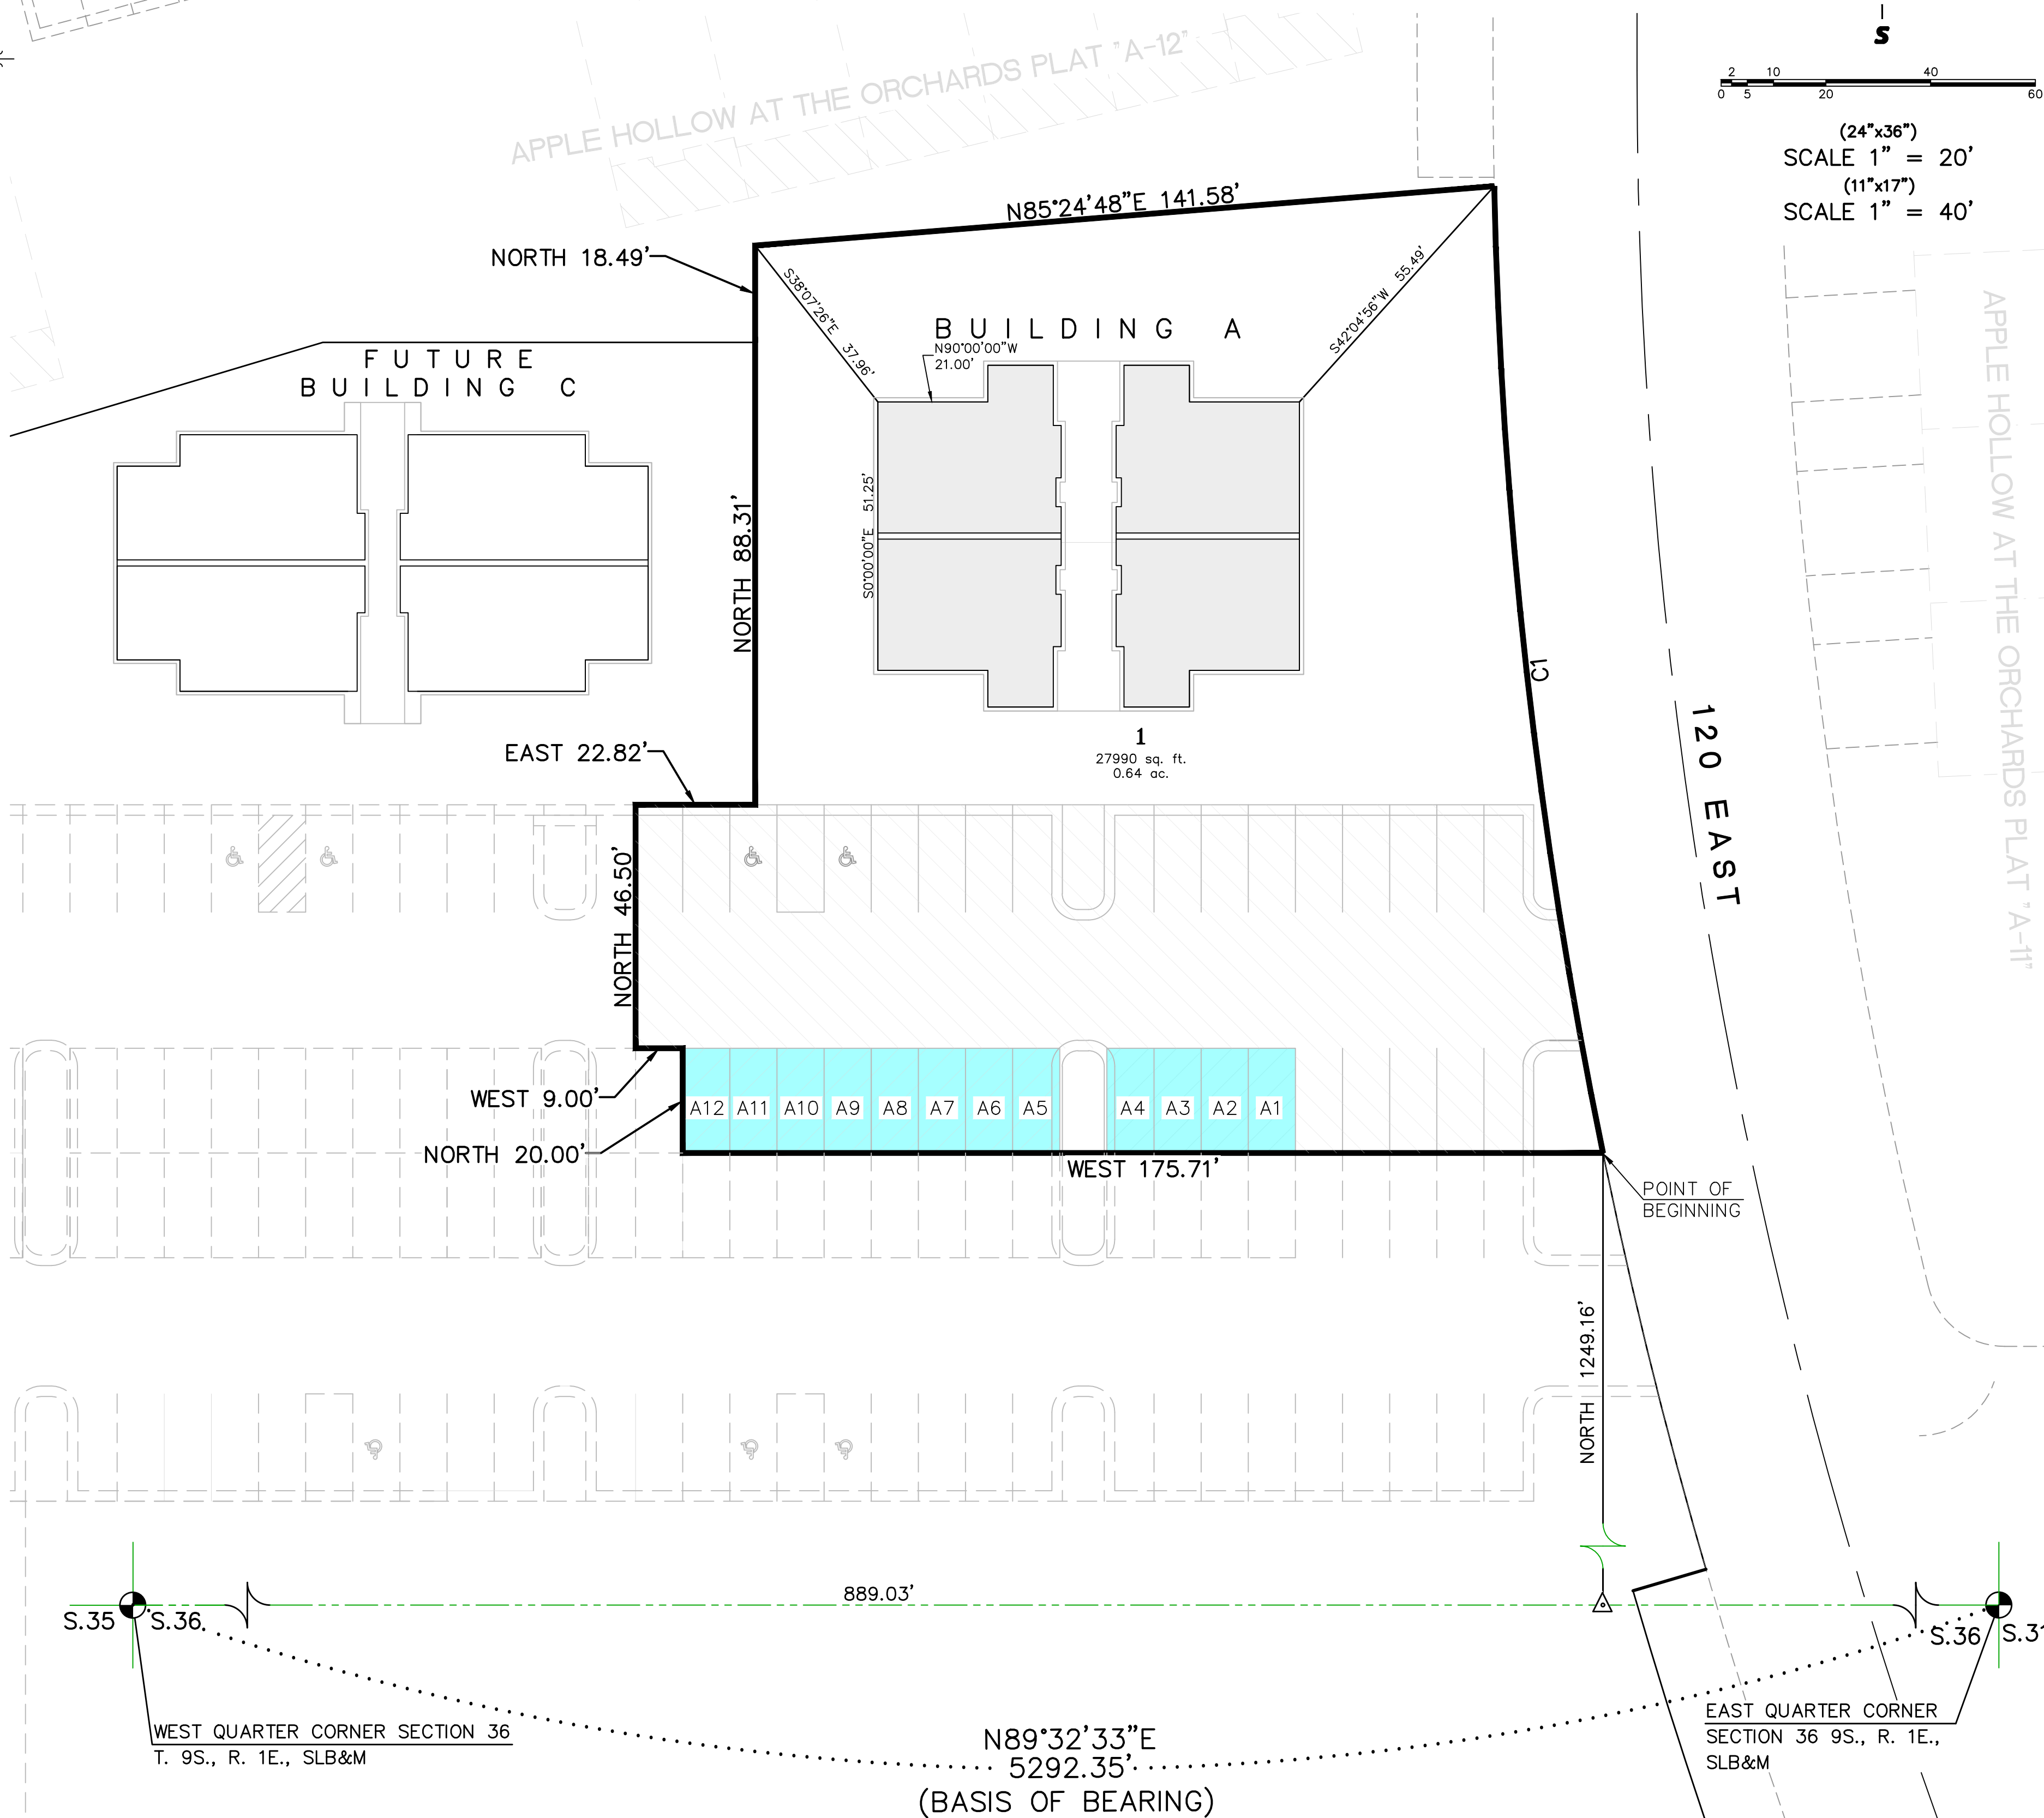 S
2 10 40
0 5 20 60
(24"x36")
SCALE 1" = 20'
(11"x17")
SCALE 1" = 40'
APPLE HOLLOW AT THE ORCHARDS PLAT "A-12"
N85°24'48"E 141.58'
NORTH 18.49'
S38°07'26"E 37.96'
S42°04'56"W 55.49'
BUILDING A
N90°00'00"W
21.00'
FUTURE
BUILDING C
S0°00'00"E 51.25'
NORTH 88.31'
C1
120 EAST
APPLE HOLLOW AT THE ORCHARDS PLAT "A-11"
1
27990 sq. ft.
0.64 ac.
EAST 22.82'
NORTH 46.50'
WEST 9.00'
NORTH 20.00'
A12 A11 A10 A9 A8 A7 A6 A5 A4 A3 A2 A1
WEST 175.71'
POINT OF
BEGINNING
NORTH 1249.16'
889.03'
S.35 S.36
S.36 S.31
WEST QUARTER CORNER SECTION 36
T. 9S., R. 1E., SLB&M
N89°32'33"E
5292.35'
(BASIS OF BEARING)
EAST QUARTER CORNER
SECTION 36 9S., R. 1E.,
SLB&M